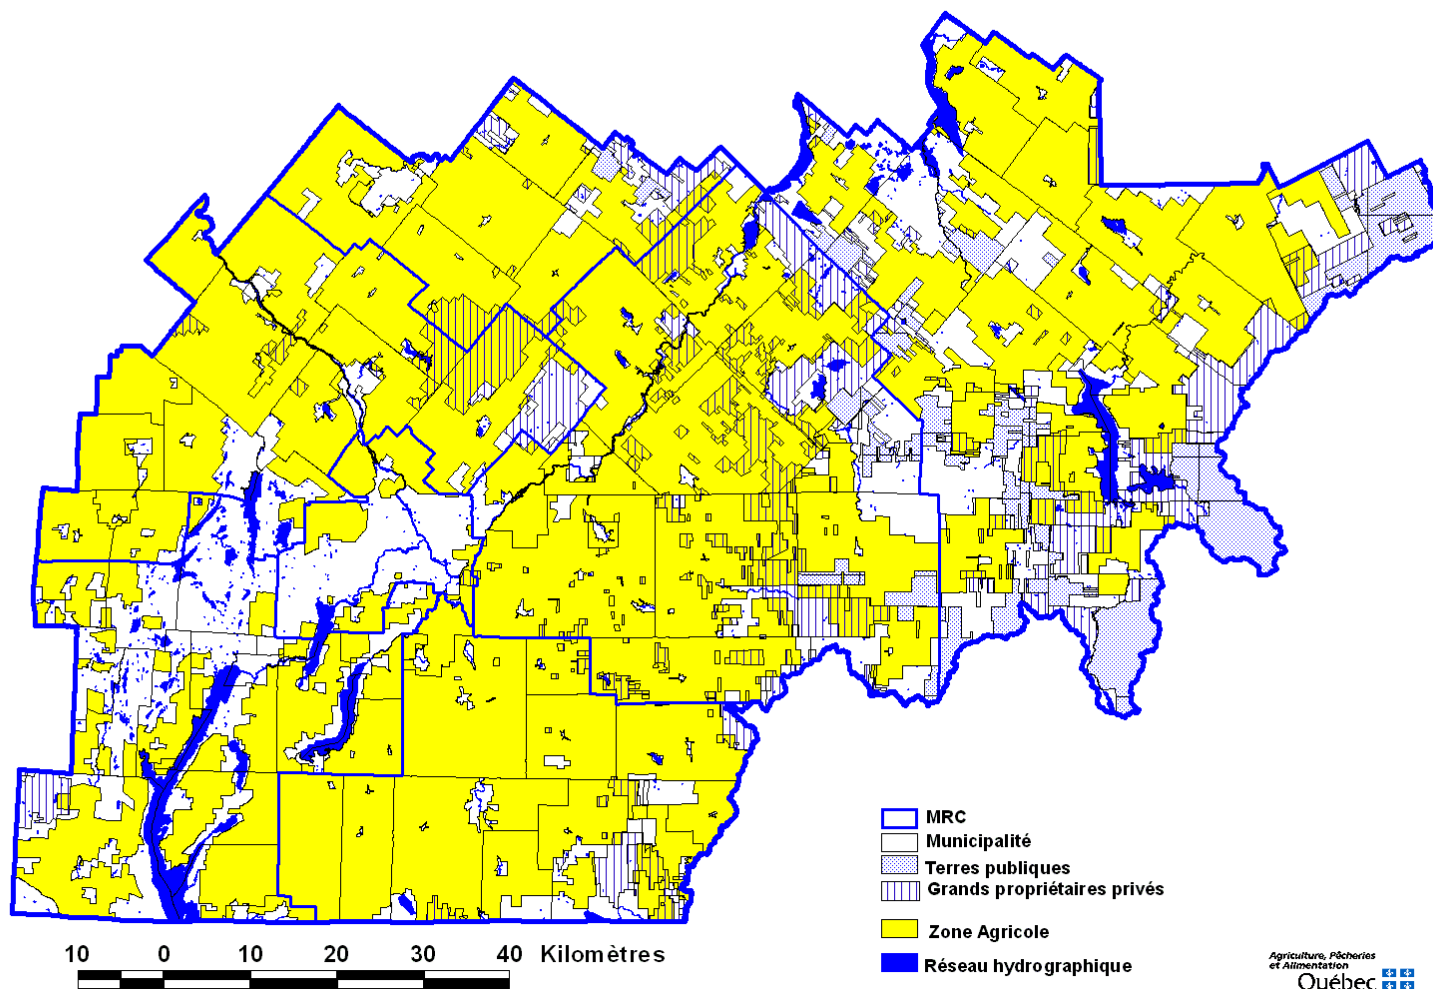 MRC
Municipalité
Terres publiques
Grands propriétaires privés
Zone Agricole
Réseau hydrographique
10 0 10 20 30 40 Kilomètres
Agriculture, Pêcheries
et Alimentation
Québec